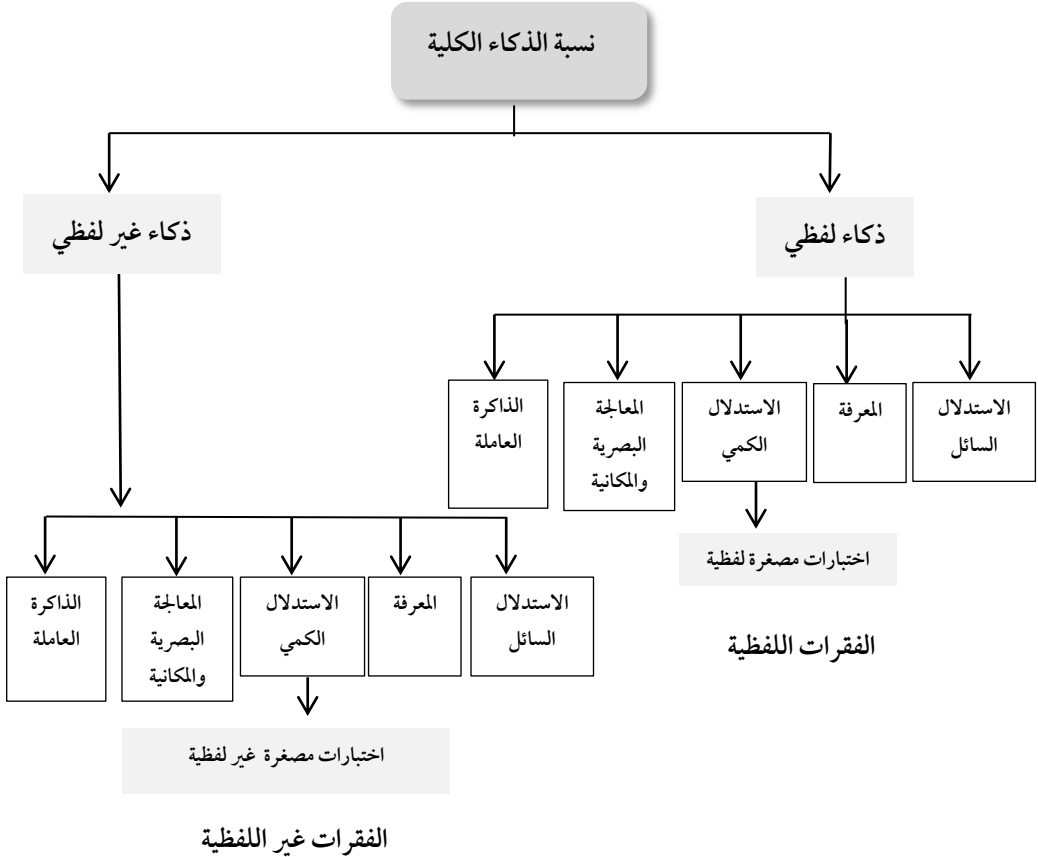 نسبة الذكاء الكلية
ذكاء لفظي
ذكاء غير لفظي
الاستدلال
السائل
المعرفة
الاستدلال
الكمي
المعالجة
البصرية
والمكانية
الذاكرة
العاملة
اختبارات مصغرة لفظية
الفقرات اللفظية
الاستدلال
السائل
المعرفة
الاستدلال
الكمي
المعالجة
البصرية
والمكانية
الذاكرة
العاملة
اختبارات مصغرة غير لفظية
الفقرات غير اللفظية